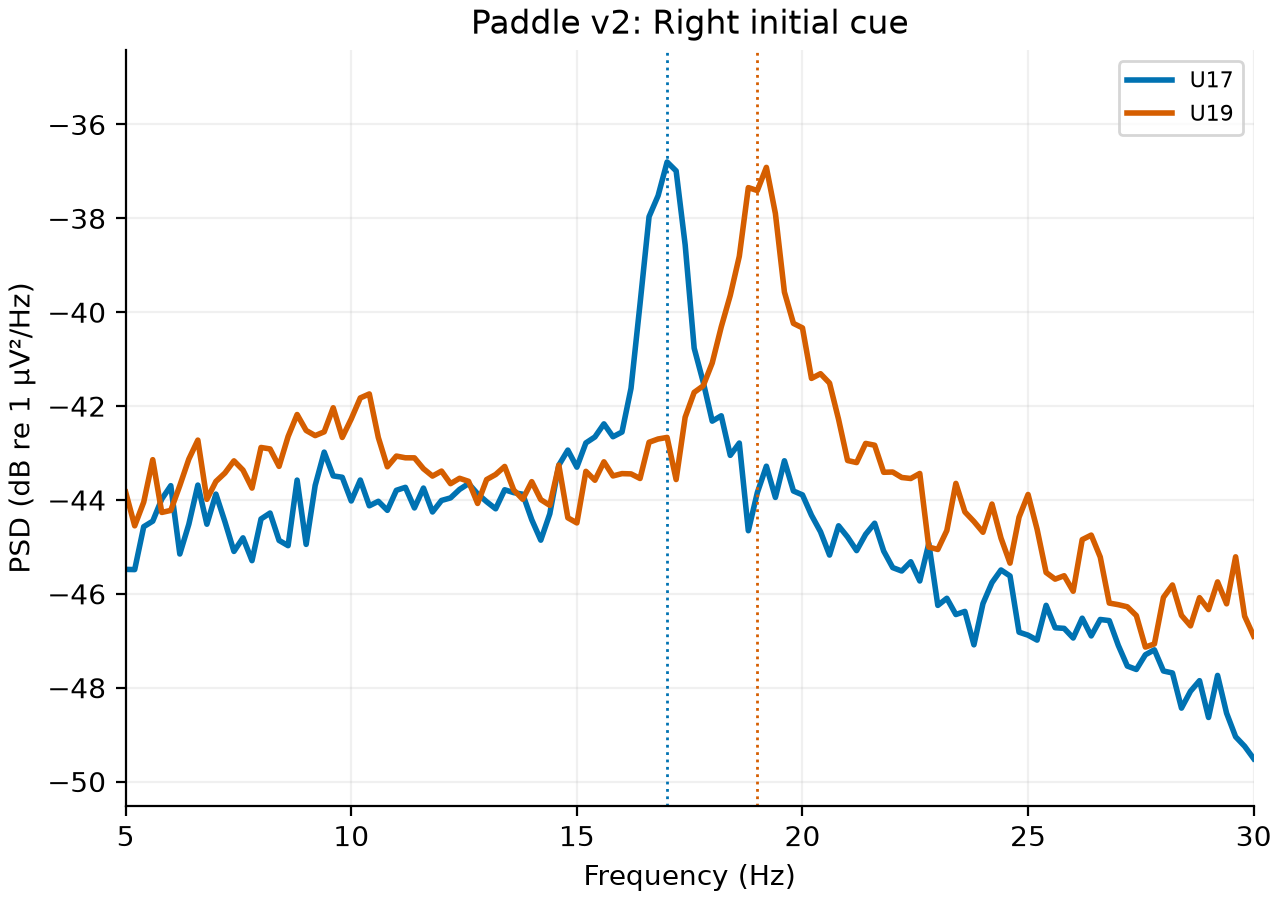 Paddle v2: Right initial cue
U17
U19
PSD (dB re 1 µV²/Hz)
−36
−38
−40
−42
−44
−46
−48
−50
5
10
15
20
25
30
Frequency (Hz)